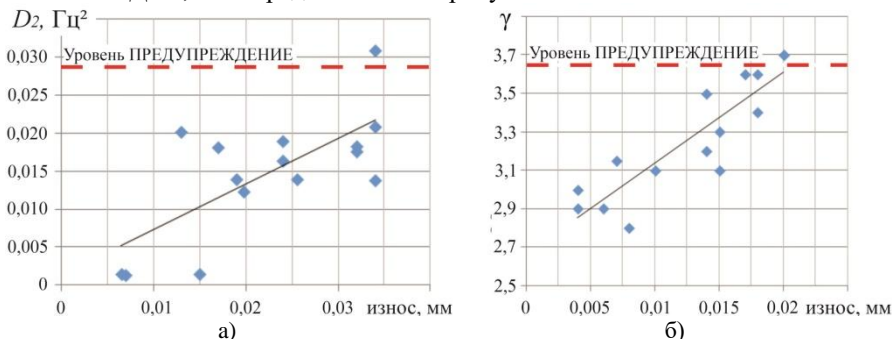 D2, Гц²
0,030
Уровень ПРЕДУПРЕЖДЕНИЕ
0,025
0,020
0,015
0,010
0,005
0
0 0,01 0,02 0,03 износ, мм
а)
γ
3,7
Уровень ПРЕДУПРЕЖДЕНИЕ
3,5
3,3
3,1
2,9
2,7
2,5
0 0,005 0,01 0,015 0,02 износ, мм
б)